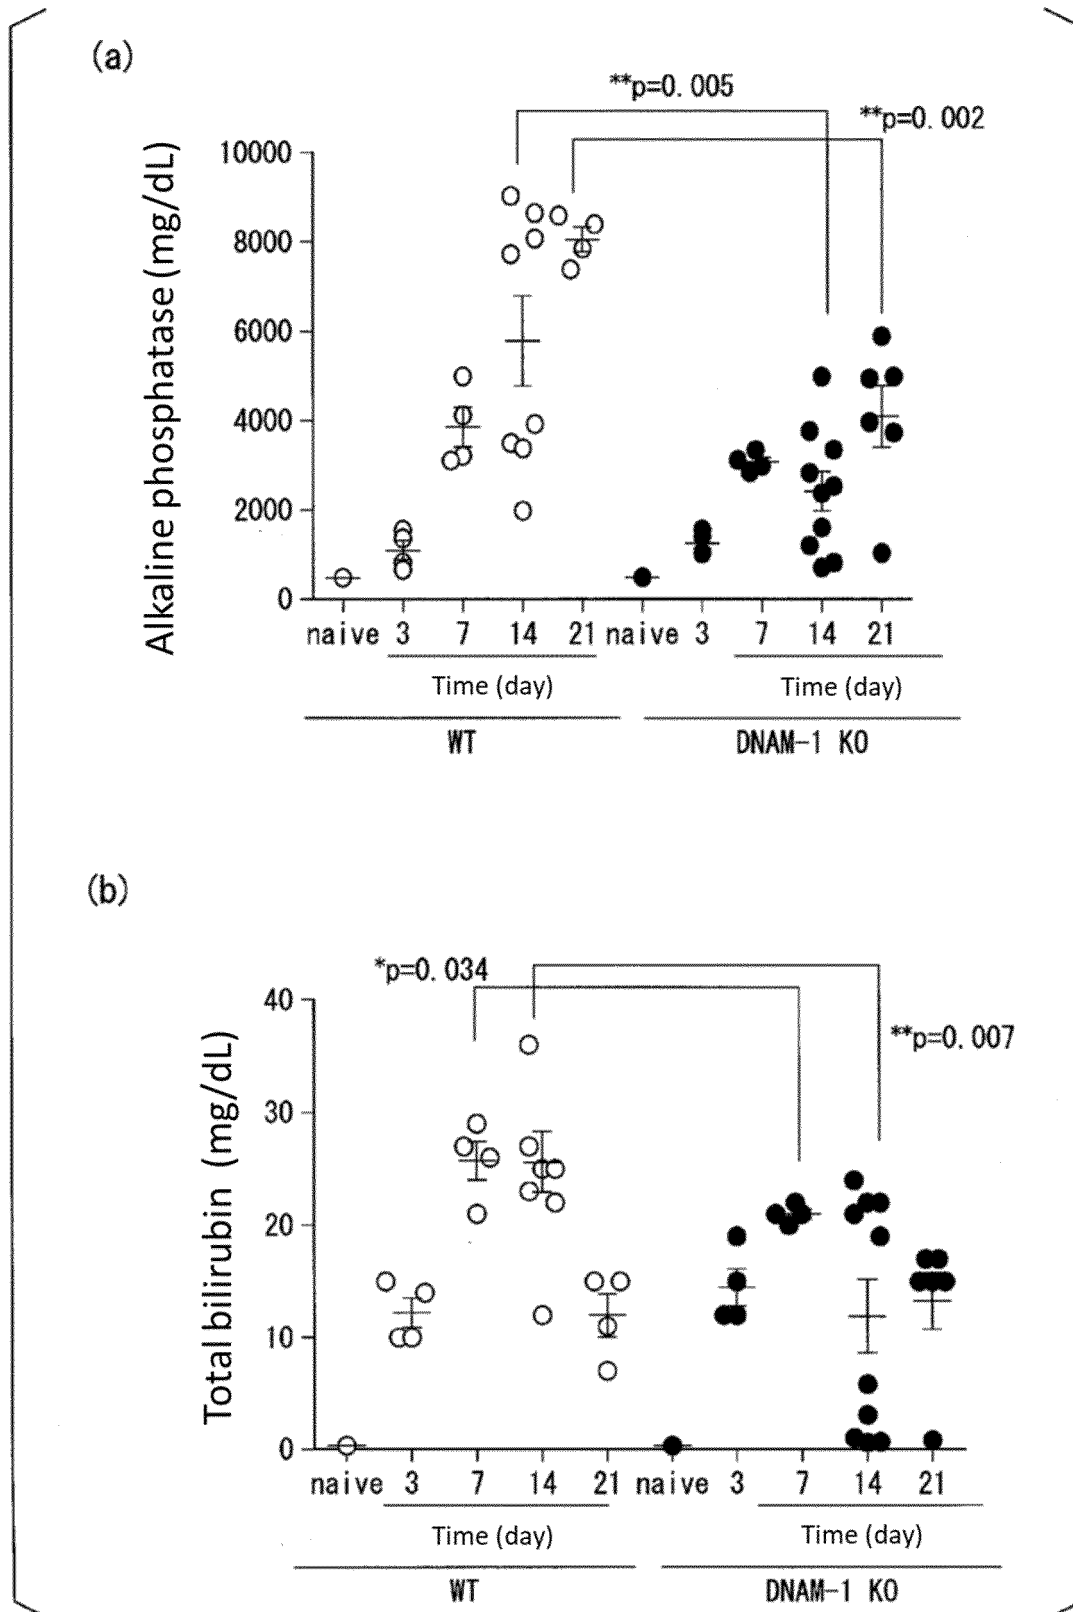 (a)
**p=0.005
**p=0.002
Alkaline phosphatase (mg/dL)
10000
8000
6000
4000
2000
0
naive 3 7 14 21 naive 3 7 14 21
Time (day) Time (day)
WT DNAM-1 KO
(b)
*p=0.034
**p=0.007
Total bilirubin (mg/dL)
40
30
20
10
0
naive 3 7 14 21 naive 3 7 14 21
Time (day) Time (day)
WT DNAM-1 KO